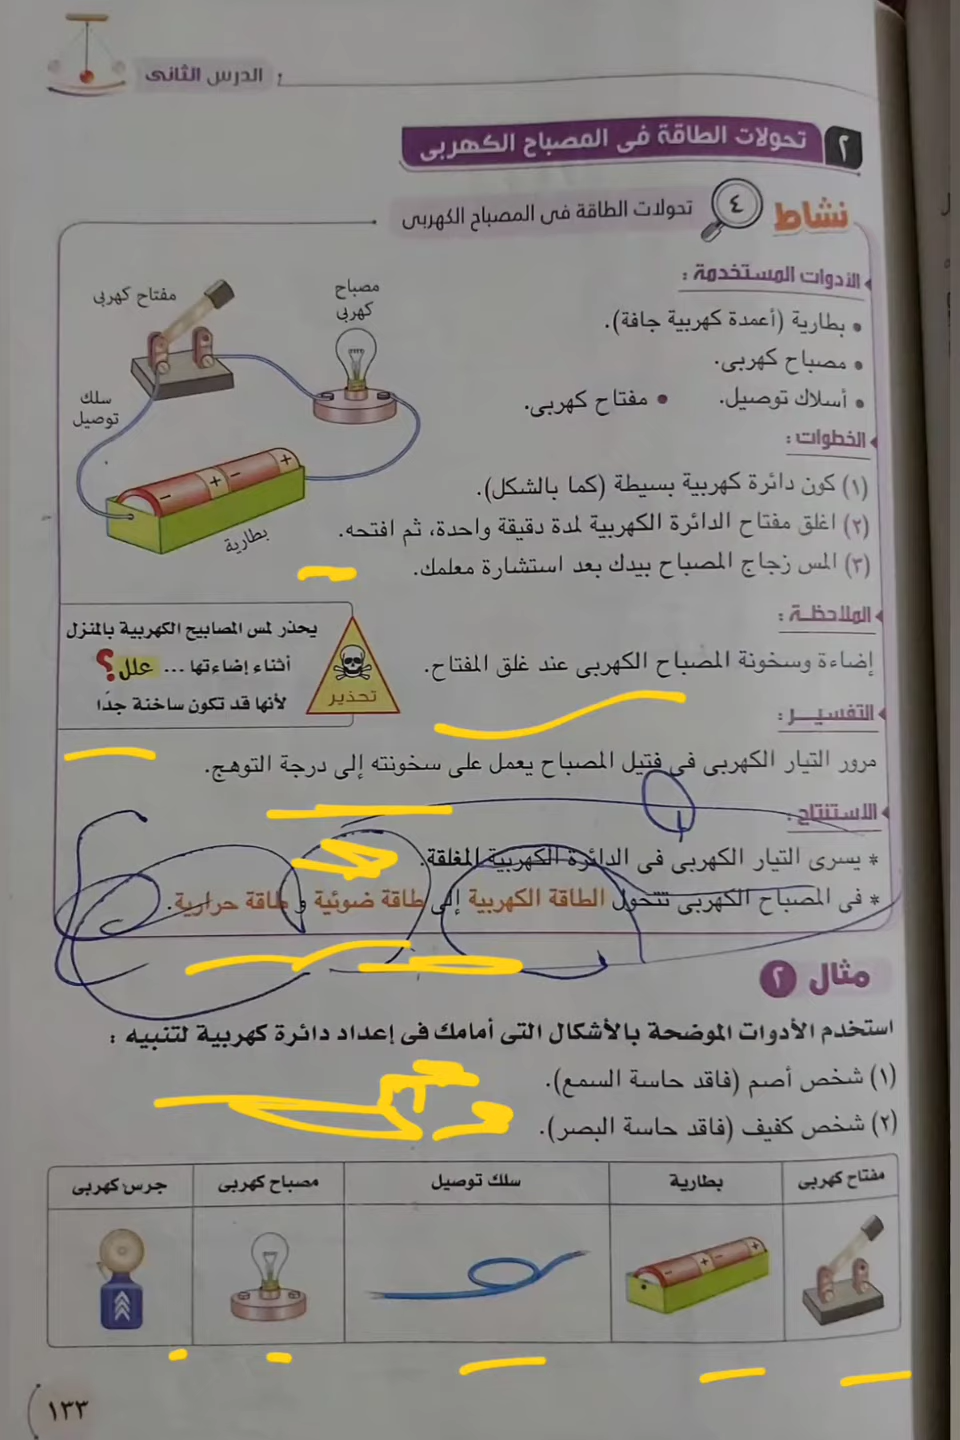 الدرس الثانى
٢ تحولات الطاقة فى المصباح الكهربى
نشاط ٤ تحولات الطاقة فى المصباح الكهربى
الأدوات المستخدمة :
• بطارية (أعمدة كهربية جافة).
• مصباح كهربى.
• أسلاك توصيل. • مفتاح كهربى.
مفتاح كهربى
مصباح
كهربى
سلك
توصيل
بطارية
الخطوات :
(١) كون دائرة كهربية بسيطة (كما بالشكل).
(٢) اغلق مفتاح الدائرة الكهربية لمدة دقيقة واحدة، ثم افتحه.
(٣) المس زجاج المصباح بيدك بعد استشارة معلمك.
الملاحظة :
إضاءة وسخونة المصباح الكهربى عند غلق المفتاح.
تحذير
يحذر لمس المصابيح الكهربية بالمنزل
أثناء إضاءتها ... علل؟
لأنها قد تكون ساخنة جدًا
التفسير :
مرور التيار الكهربى فى فتيل المصباح يعمل على سخونته إلى درجة التوهج.
الاستنتاج :
* يسرى التيار الكهربى فى الدائرة الكهربية المغلقة.
* فى المصباح الكهربى تتحول الطاقة الكهربية إلى طاقة ضوئية و طاقة حرارية.
مثال ٢
استخدم الأدوات الموضحة بالأشكال التى أمامك فى إعداد دائرة كهربية لتنبيه :
(١) شخص أصم (فاقد حاسة السمع).
(٢) شخص كفيف (فاقد حاسة البصر).
مفتاح كهربى بطارية سلك توصيل مصباح كهربى جرس كهربى
١٣٣